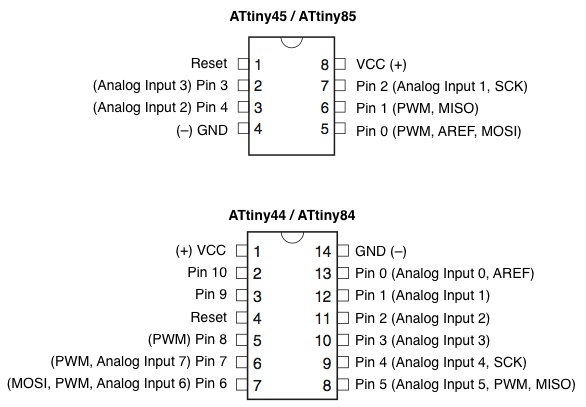 ATtiny45 / ATtiny85
Reset 1 8 VCC (+)
(Analog Input 3) Pin 3 2 7 Pin 2 (Analog Input 1, SCK)
(Analog Input 2) Pin 4 3 6 Pin 1 (PWM, MISO)
(–) GND 4 5 Pin 0 (PWM, AREF, MOSI)
ATtiny44 / ATtiny84
(+) VCC 1 14 GND (–)
Pin 10 2 13 Pin 0 (Analog Input 0, AREF)
Pin 9 3 12 Pin 1 (Analog Input 1)
Reset 4 11 Pin 2 (Analog Input 2)
(PWM) Pin 8 5 10 Pin 3 (Analog Input 3)
(PWM, Analog Input 7) Pin 7 6 9 Pin 4 (Analog Input 4, SCK)
(MOSI, PWM, Analog Input 6) Pin 6 7 8 Pin 5 (Analog Input 5, PWM, MISO)